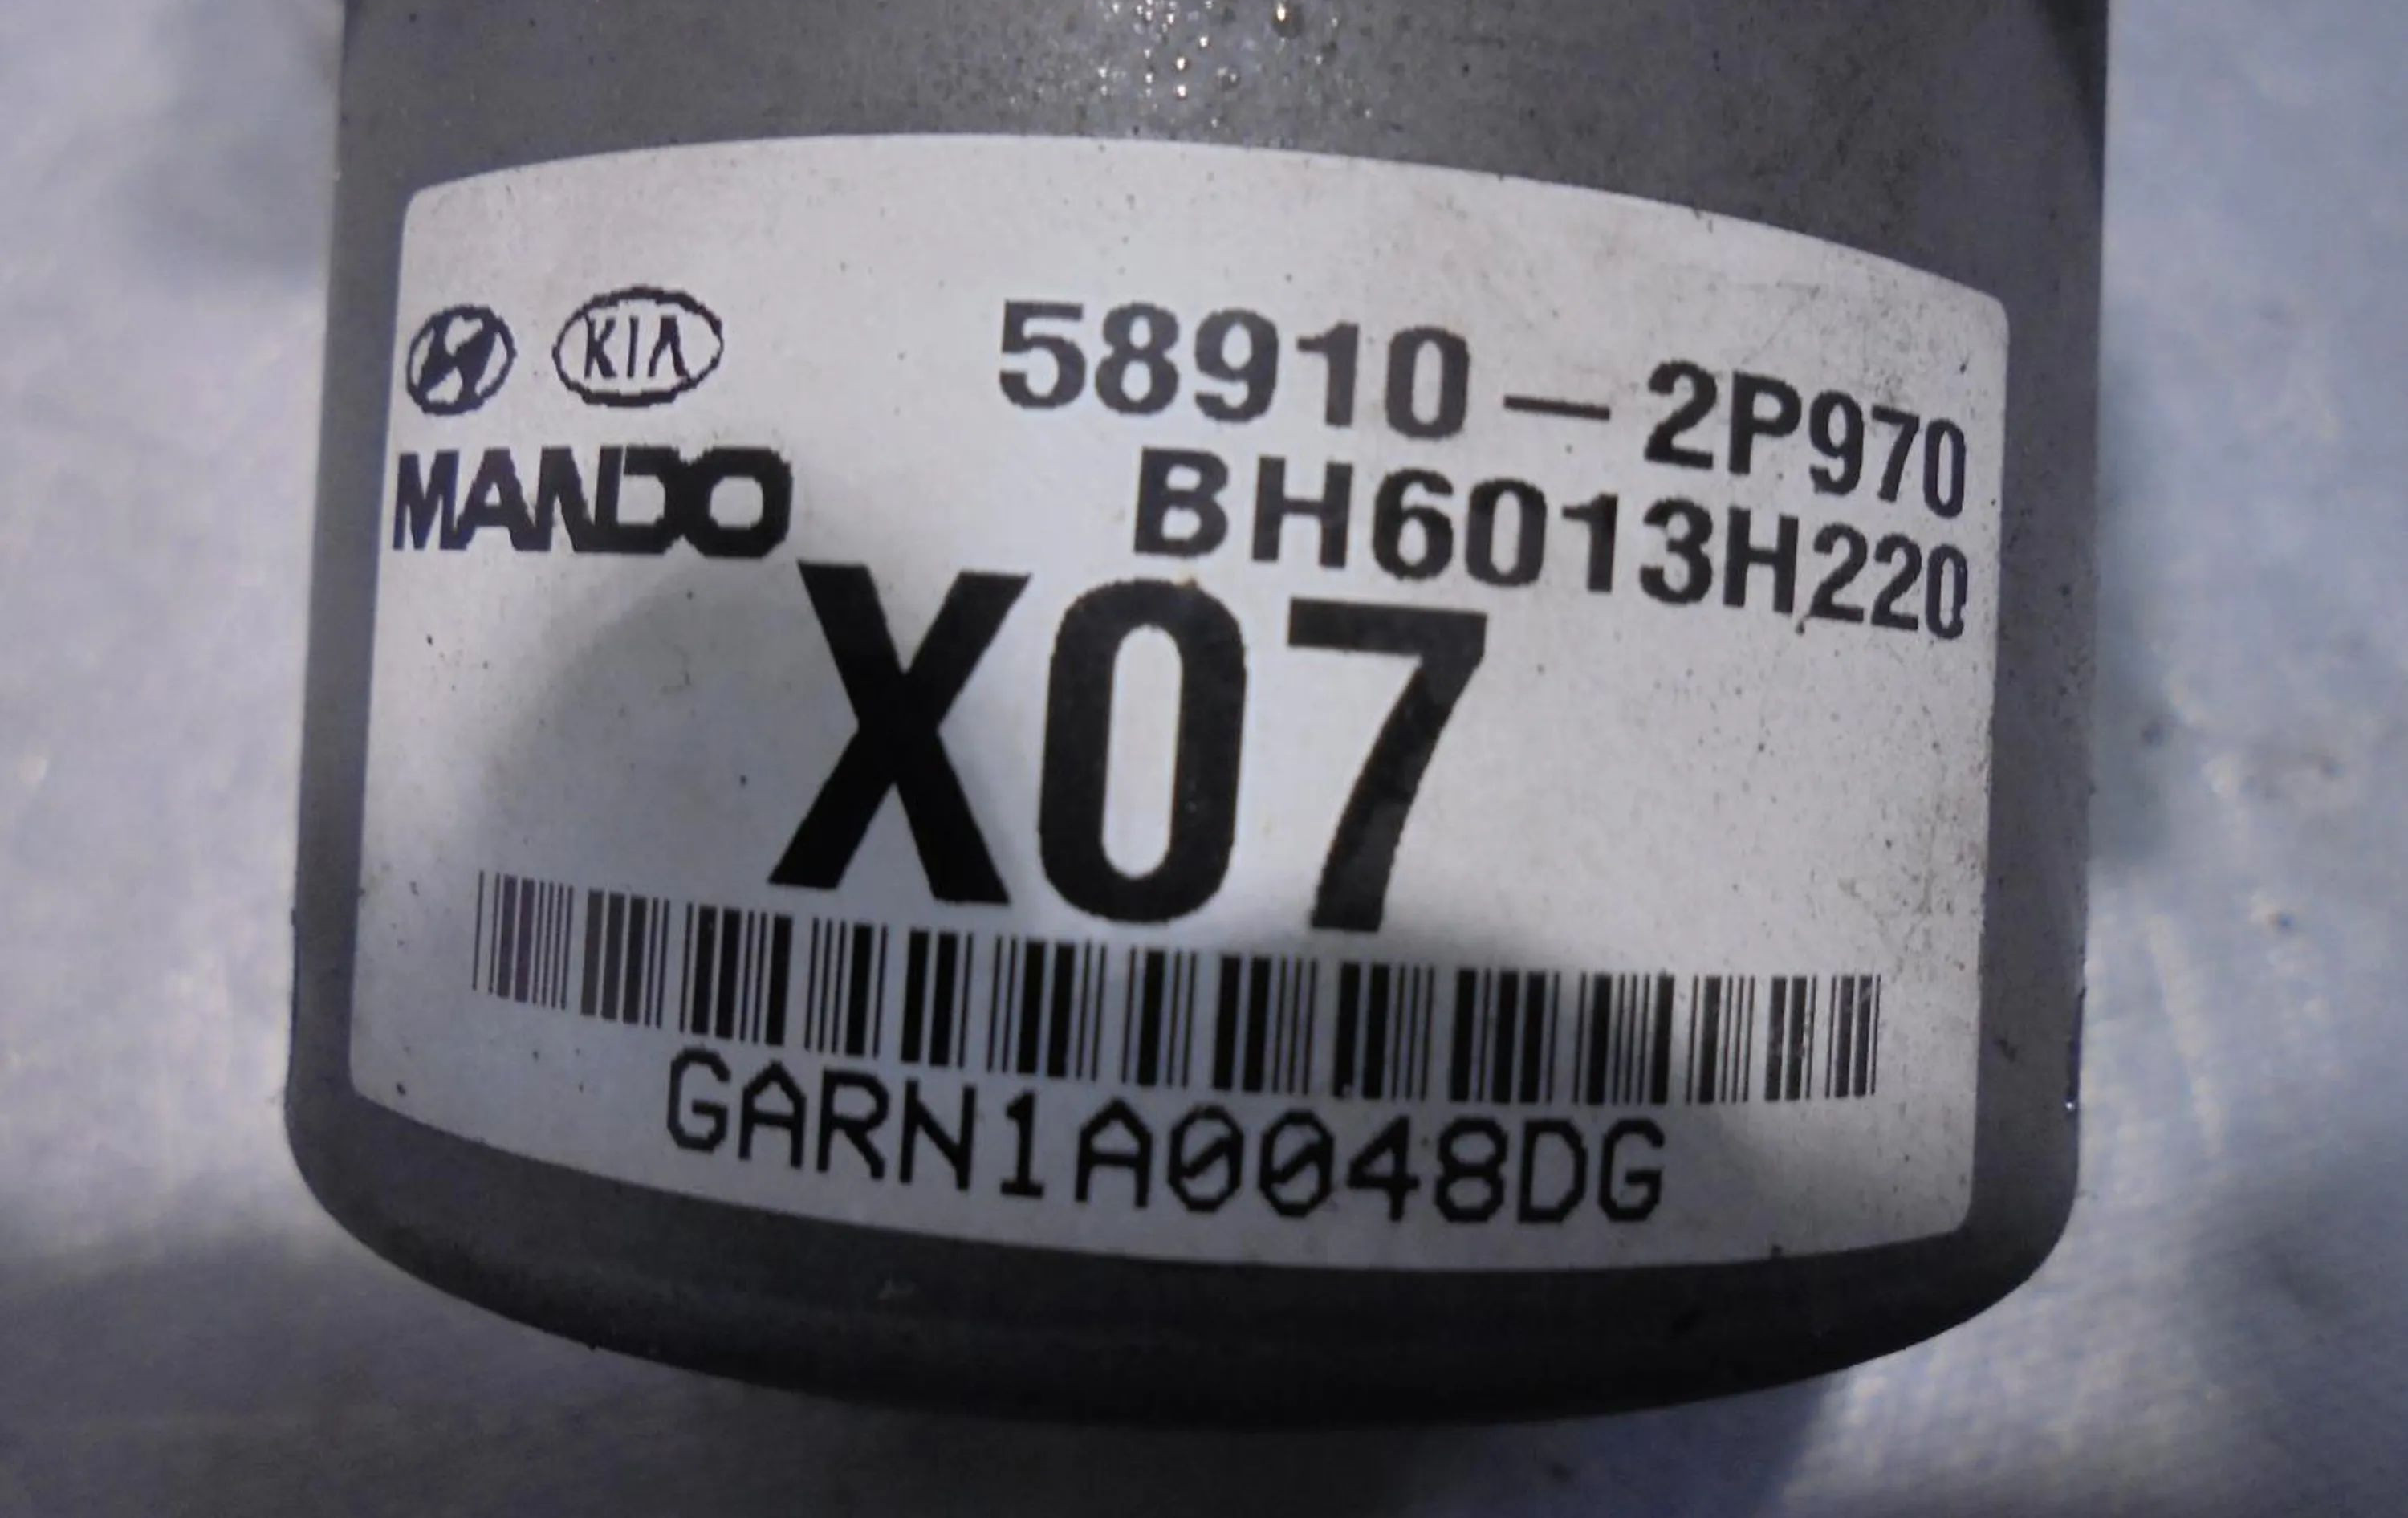 KIA 58910-2P970
MANDO BH6013H220
X07
GARN1A0048DG